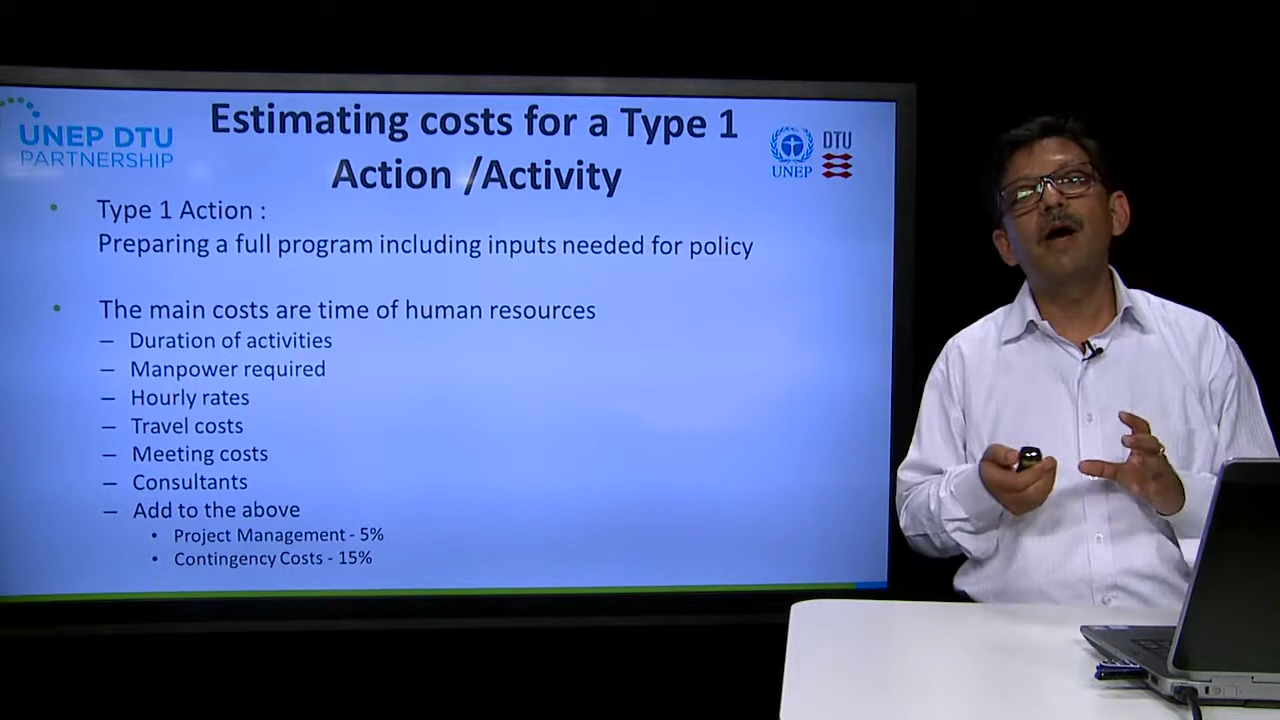 UNEP DTU
PARTNERSHIP
Estimating costs for a Type 1
Action /Activity
UNEP
DTU
• Type 1 Action :
Preparing a full program including inputs needed for policy
• The main costs are time of human resources
– Duration of activities
– Manpower required
– Hourly rates
– Travel costs
– Meeting costs
– Consultants
– Add to the above
• Project Management - 5%
• Contingency Costs - 15%